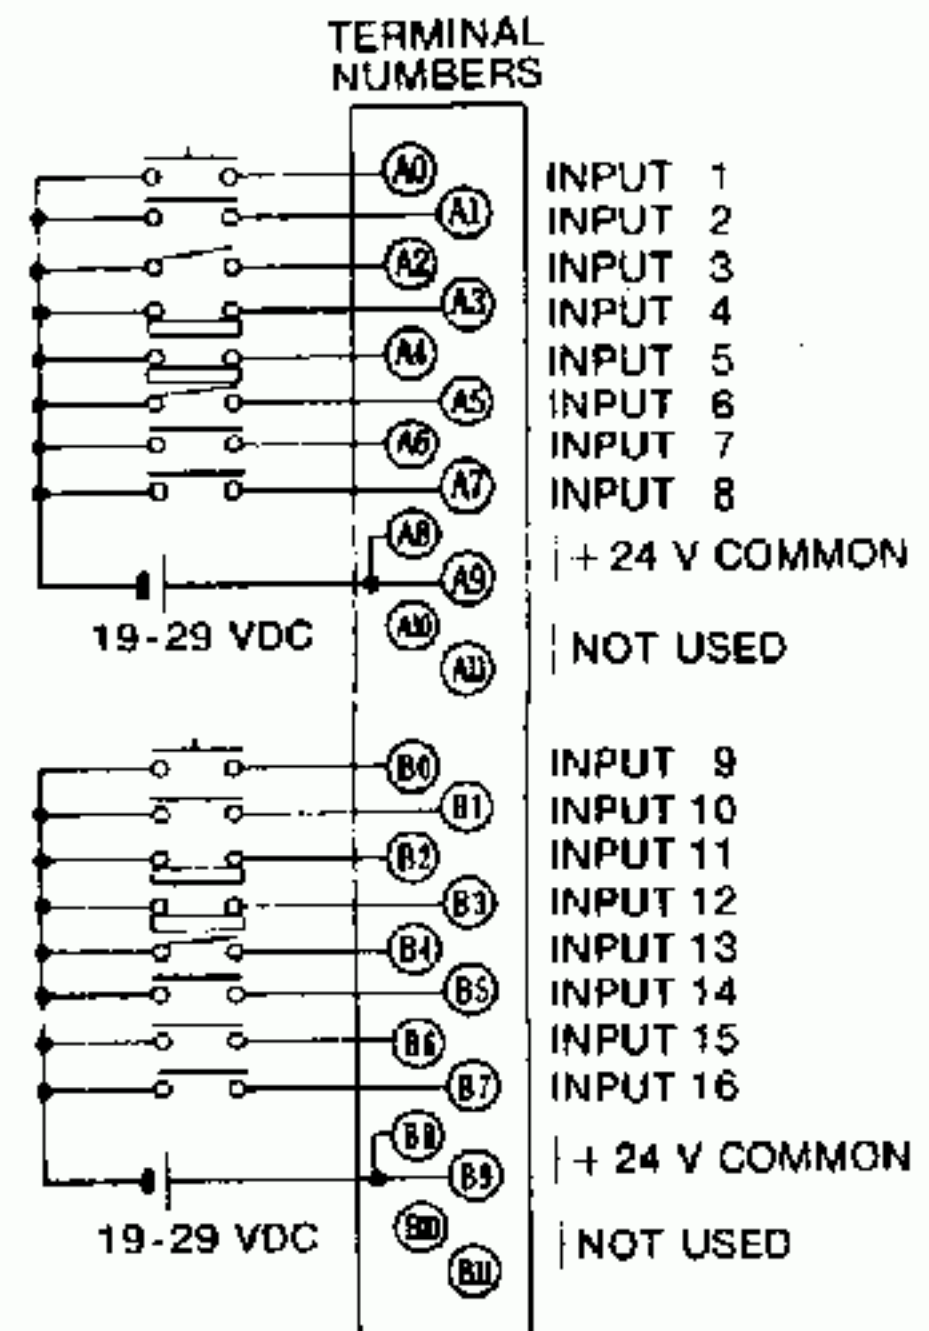 TERMINAL
NUMBERS
A0 INPUT 1
A1 INPUT 2
A2 INPUT 3
A3 INPUT 4
A4 INPUT 5
A5 INPUT 6
A6 INPUT 7
A7 INPUT 8
A8
+ 24 V COMMON
A9
19-29 VDC
A10
NOT USED
A11
B0 INPUT 9
B1 INPUT 10
B2 INPUT 11
B3 INPUT 12
B4 INPUT 13
B5 INPUT 14
B6 INPUT 15
B7 INPUT 16
B8
+ 24 V COMMON
B9
19-29 VDC
B10
NOT USED
B11